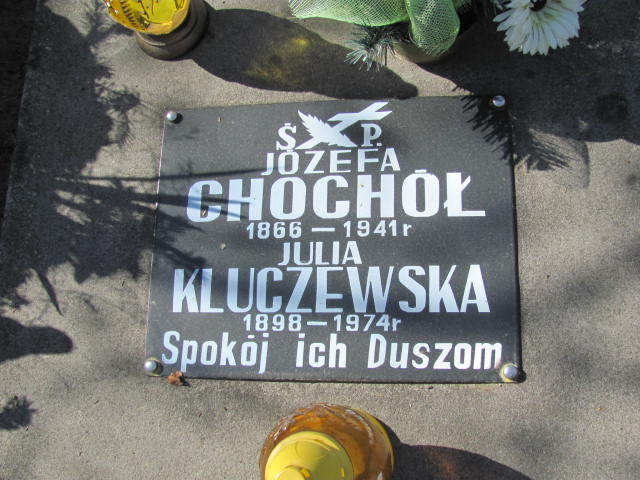 Ś P.
JÓZEFA
CHOCHÓŁ
1866 — 1941r
JULIA
KLUCZEWSKA
1898 — 1974r
Spokój ich Duszom